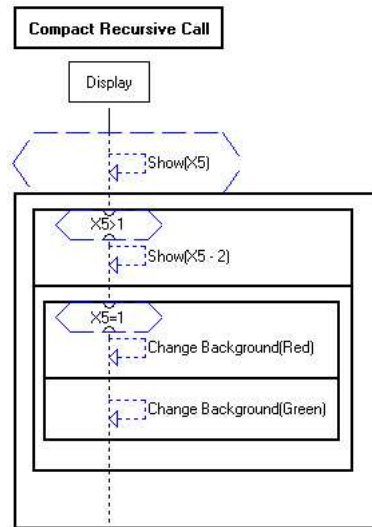 Compact Recursive Call
Display
Show(X5)
X5>1
Show(X5 - 2)
X5=1
Change Background(Red)
Change Background(Green)